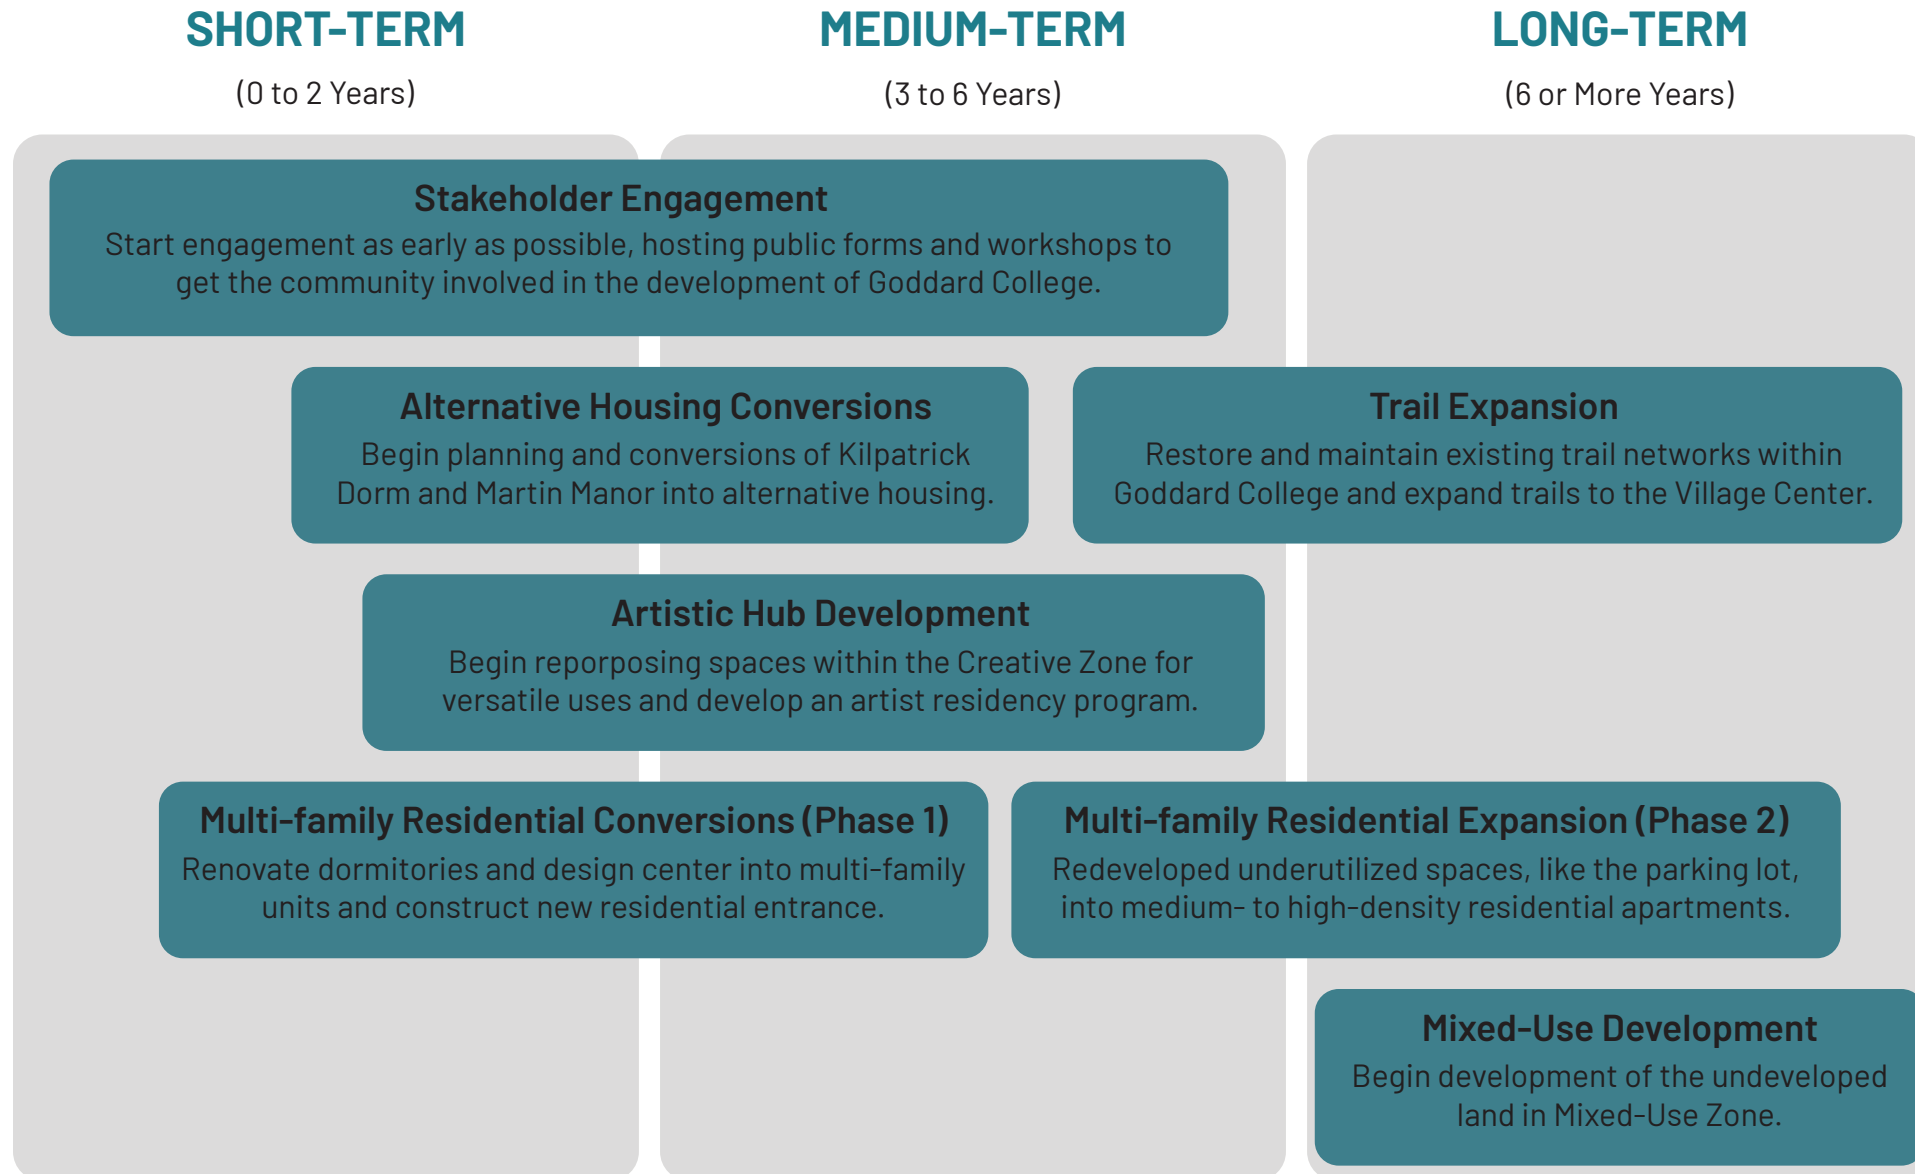 SHORT-TERM
(0 to 2 Years)
MEDIUM-TERM
(3 to 6 Years)
LONG-TERM
(6 or More Years)
Stakeholder Engagement
Start engagement as early as possible, hosting public forms and workshops to
get the community involved in the development of Goddard College.
Alternative Housing Conversions
Begin planning and conversions of Kilpatrick
Dorm and Martin Manor into alternative housing.
Trail Expansion
Restore and maintain existing trail networks within
Goddard College and expand trails to the Village Center.
Artistic Hub Development
Begin reporposing spaces within the Creative Zone for
versatile uses and develop an artist residency program.
Multi-family Residential Conversions (Phase 1)
Renovate dormitories and design center into multi-family
units and construct new residential entrance.
Multi-family Residential Expansion (Phase 2)
Redeveloped underutilized spaces, like the parking lot,
into medium- to high-density residential apartments.
Mixed-Use Development
Begin development of the undeveloped
land in Mixed-Use Zone.